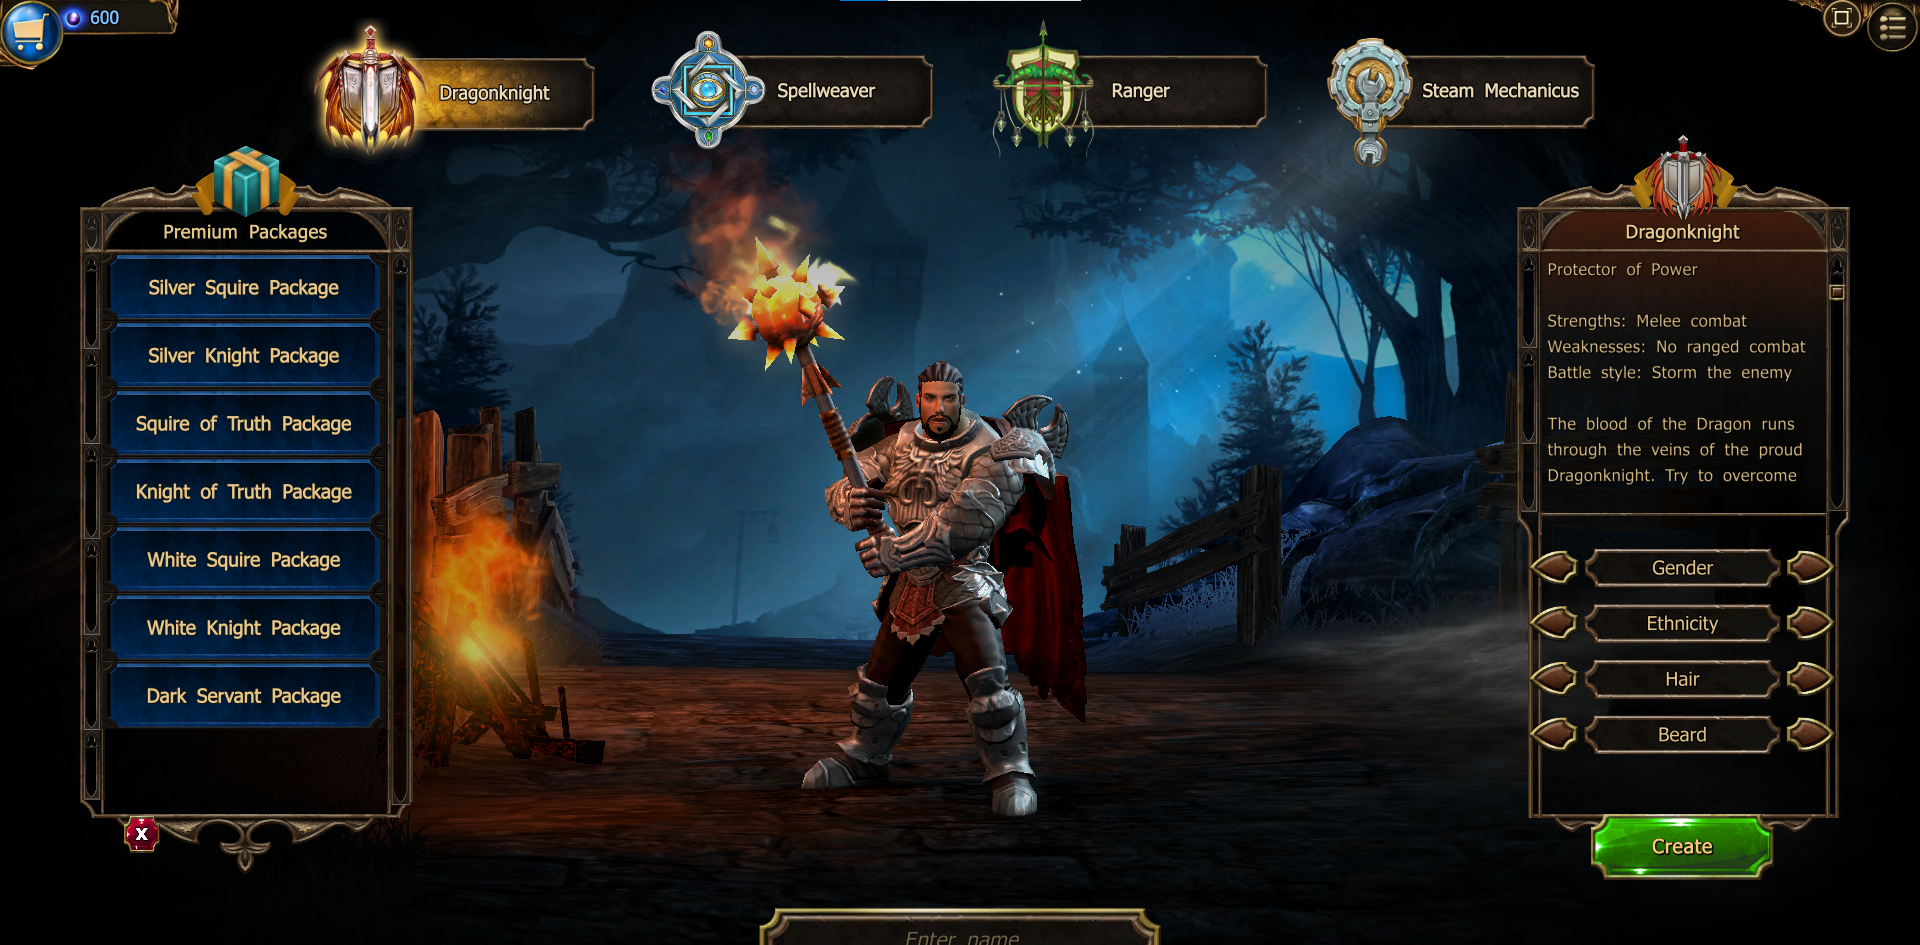 600
Dragonknight
Spellweaver
Ranger
Steam Mechanicus
Premium Packages
Silver Squire Package
Silver Knight Package
Squire of Truth Package
Knight of Truth Package
White Squire Package
White Knight Package
Dark Servant Package
X
Dragonknight
Protector of Power
Strengths: Melee combat
Weaknesses: No ranged combat
Battle style: Storm the enemy
The blood of the Dragon runs
through the veins of the proud
Dragonknight. Try to overcome
Gender
Ethnicity
Hair
Beard
Create
Enter name